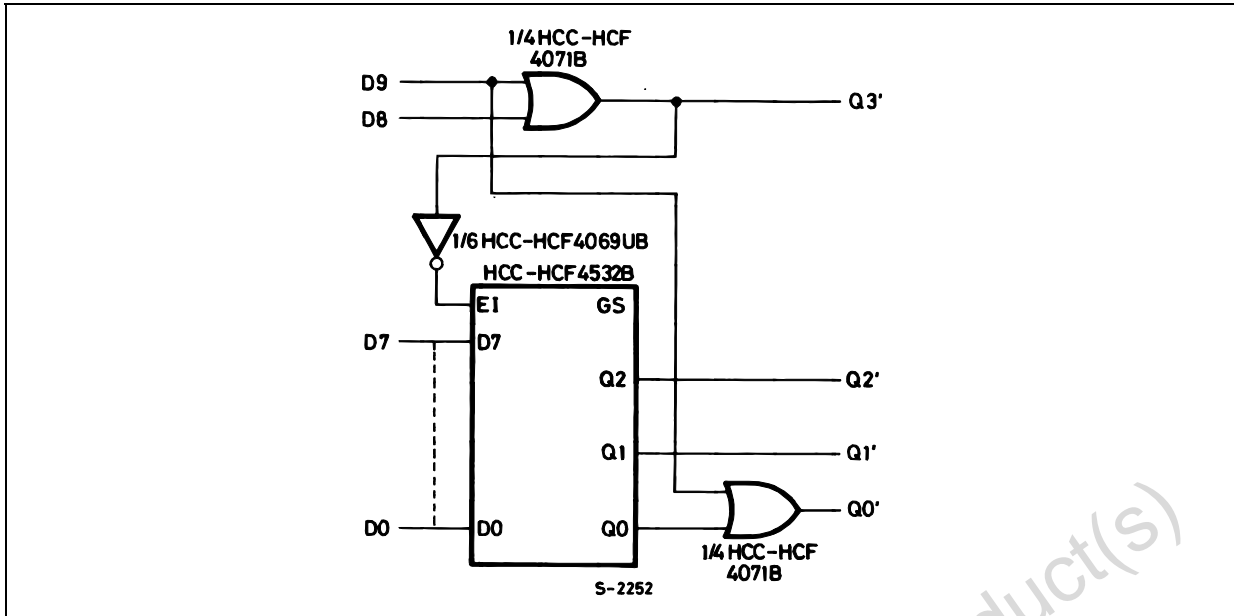 1/4 HCC-HCF
4071B
D9
D8
Q3'
1/6 HCC-HCF4069UB
HCC-HCF4532B
EI
GS
D7
D7
Q2
Q2'
Q1
Q1'
D0
D0
Q0
Q0'
1/4 HCC-HCF
4071B
S-2252